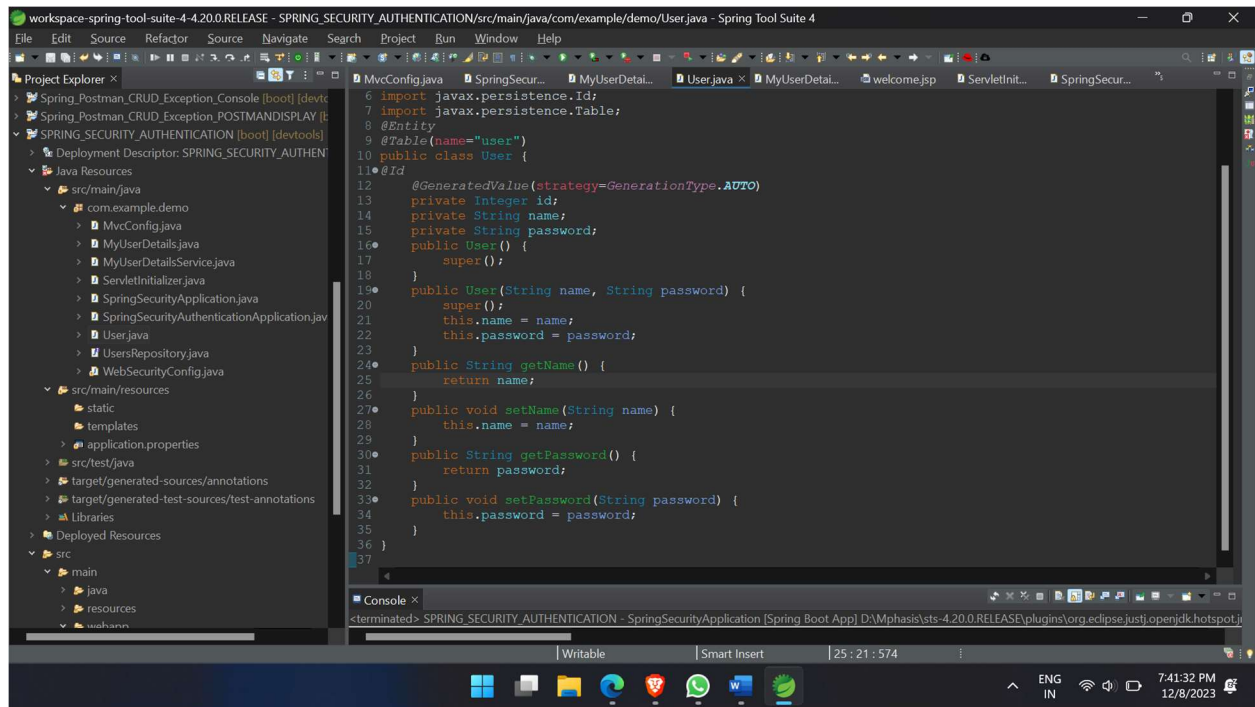 workspace-spring-tool-suite-4-4.20.0.RELEASE - SPRING_SECURITY_AUTHENTICATION/src/main/java/com/example/demo/User.java - Spring Tool Suite 4
File Edit Source Refactor Source Navigate Search Project Run Window Help
Project Explorer
Spring_Postman_CRUD_Exception_Console [boot] [devto
Spring_Postman_CRUD_Exception_POSTMANDISPLAY [b
SPRING_SECURITY_AUTHENTICATION [boot] [devtools]
Deployment Descriptor: SPRING_SECURITY_AUTHEN
Java Resources
src/main/java
com.example.demo
MvcConfig.java
MyUserDetails.java
MyUserDetailsService.java
ServletInitializer.java
SpringSecurityApplication.java
SpringSecurityAuthenticationApplication.jav
User.java
UsersRepository.java
WebSecurityConfig.java
src/main/resources
static
templates
application.properties
src/test/java
target/generated-sources/annotations
target/generated-test-sources/test-annotations
Libraries
Deployed Resources
src
main
java
resources
webapp
MvcConfig.java SpringSecur... MyUserDetai... User.java MyUserDetai... welcome.jsp ServletInit... SpringSecur... "5
6 import javax.persistence.Id;
7 import javax.persistence.Table;
8 @Entity
9 @Table(name="user")
10 public class User {
11 @Id
12 @GeneratedValue(strategy=GenerationType.AUTO)
13 private Integer id;
14 private String name;
15 private String password;
16 public User() {
17 super();
18 }
19 public User(String name, String password) {
20 super();
21 this.name = name;
22 this.password = password;
23 }
24 public String getName() {
25 return name;
26 }
27 public void setName(String name) {
28 this.name = name;
29 }
30 public String getPassword() {
31 return password;
32 }
33 public void setPassword(String password) {
34 this.password = password;
35 }
36 }
37
Console
<terminated> SPRING_SECURITY_AUTHENTICATION - SpringSecurityApplication [Spring Boot App] D:\Mphasis\sts-4.20.0.RELEASE\plugins\org.eclipse.justj.openjdk.hotspot.j
Writable Smart Insert 25 : 21 : 574
ENG
IN
7:41:32 PM
12/8/2023